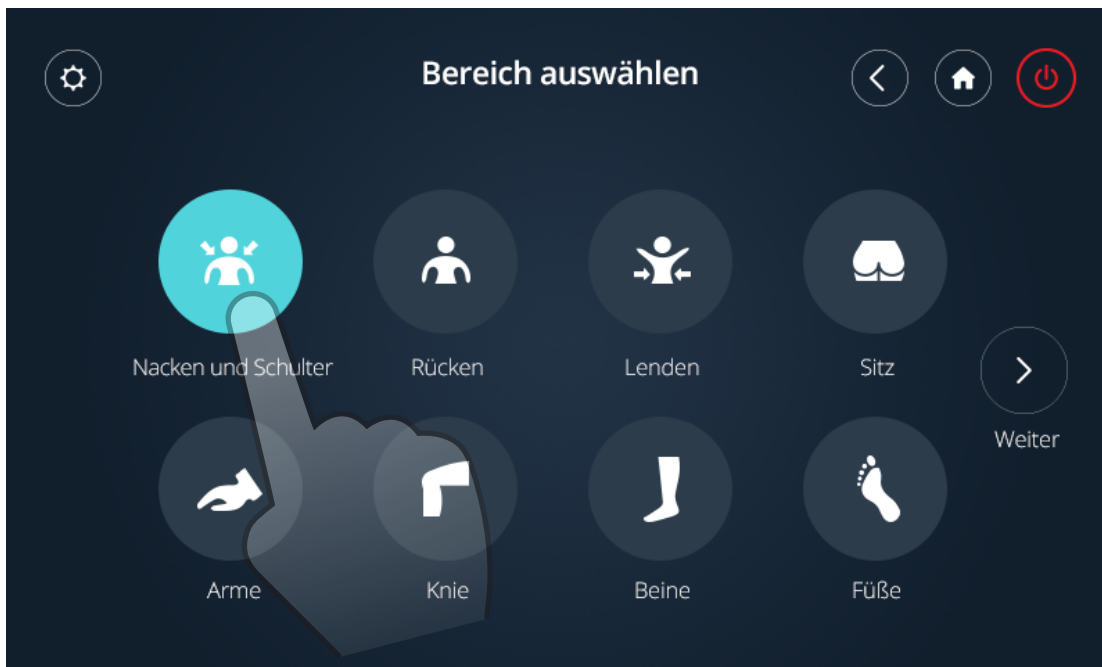 Bereich auswählen
Nacken und Schulter
Rücken
Lenden
Sitz
Weiter
Arme
Knie
Beine
Füße